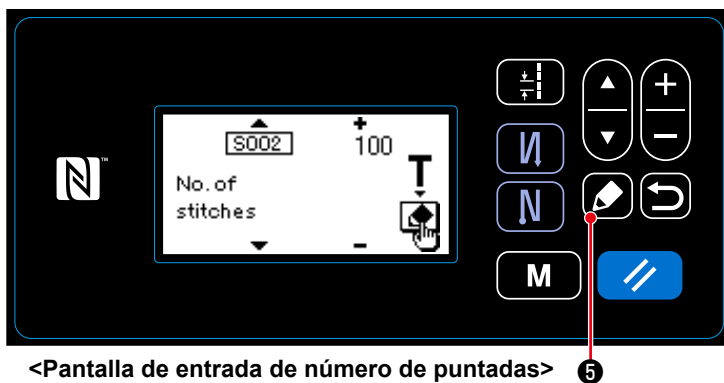 S002
100
No. of
stitches
T
M
<Pantalla de entrada de número de puntadas>
❺